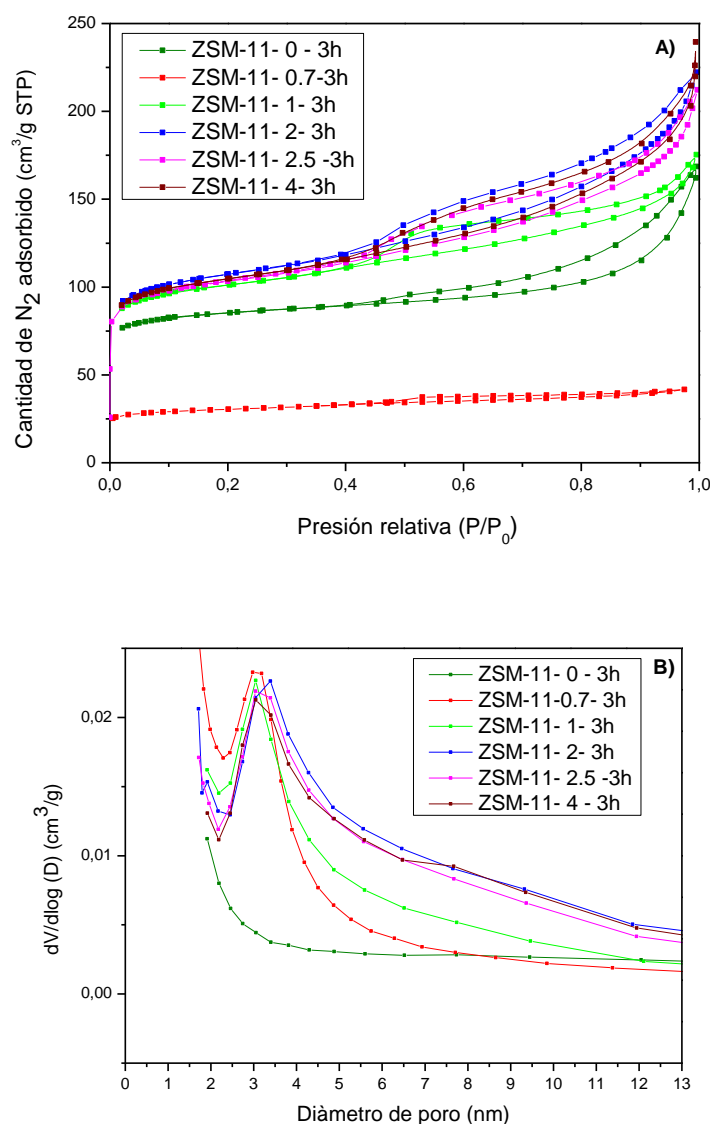 A)
ZSM-11- 0 - 3h
ZSM-11- 0.7-3h
ZSM-11- 1- 3h
ZSM-11- 2- 3h
ZSM-11- 2.5 -3h
ZSM-11- 4- 3h
250
200
150
100
50
0
Cantidad de N2 adsorbido (cm3/g STP)
0,0 0,2 0,4 0,6 0,8 1,0
Presión relativa (P/P0)
B)
ZSM-11- 0 - 3h
ZSM-11-0.7- 3h
ZSM-11- 1- 3h
ZSM-11- 2- 3h
ZSM-11- 2.5 -3h
ZSM-11- 4 - 3h
0,02
0,01
0,00
dV/dlog (D) (cm3/g)
0 1 2 3 4 5 6 7 8 9 10 11 12 13
Diàmetro de poro (nm)